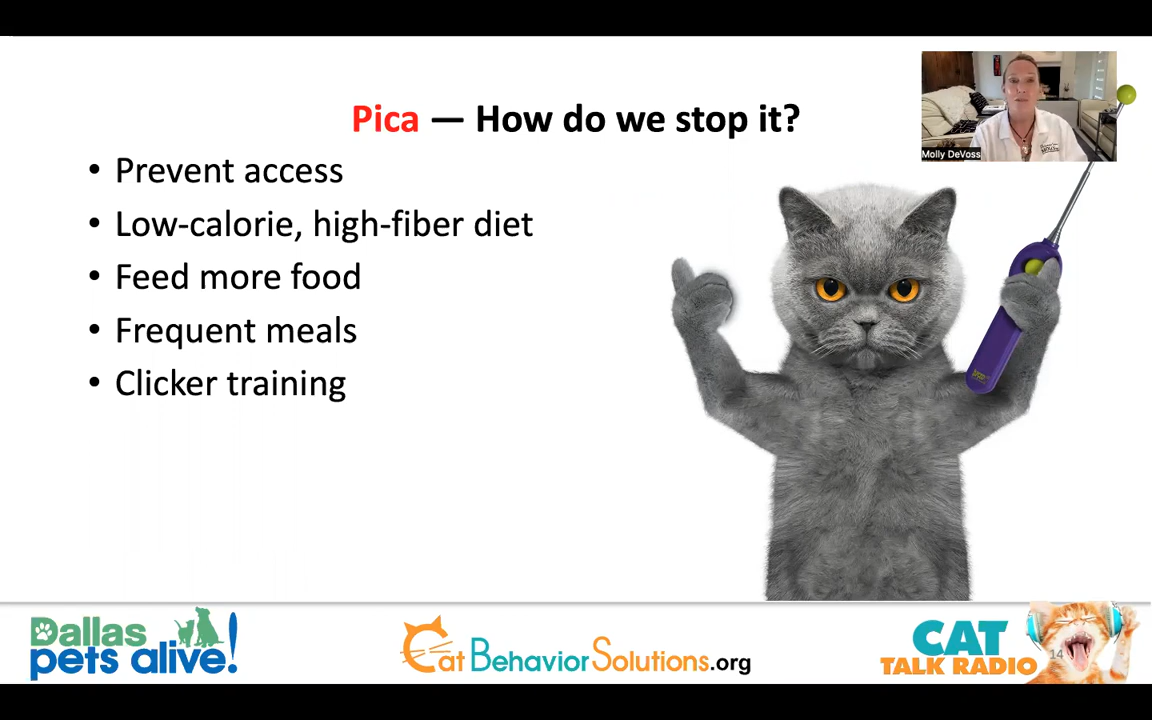 Pica — How do we stop it?
• Prevent access
• Low-calorie, high-fiber diet
• Feed more food
• Frequent meals
• Clicker training
Molly DeVoss
Dallas
pets alive!
CatBehaviorSolutions.org
CAT
TALK RADIO
14